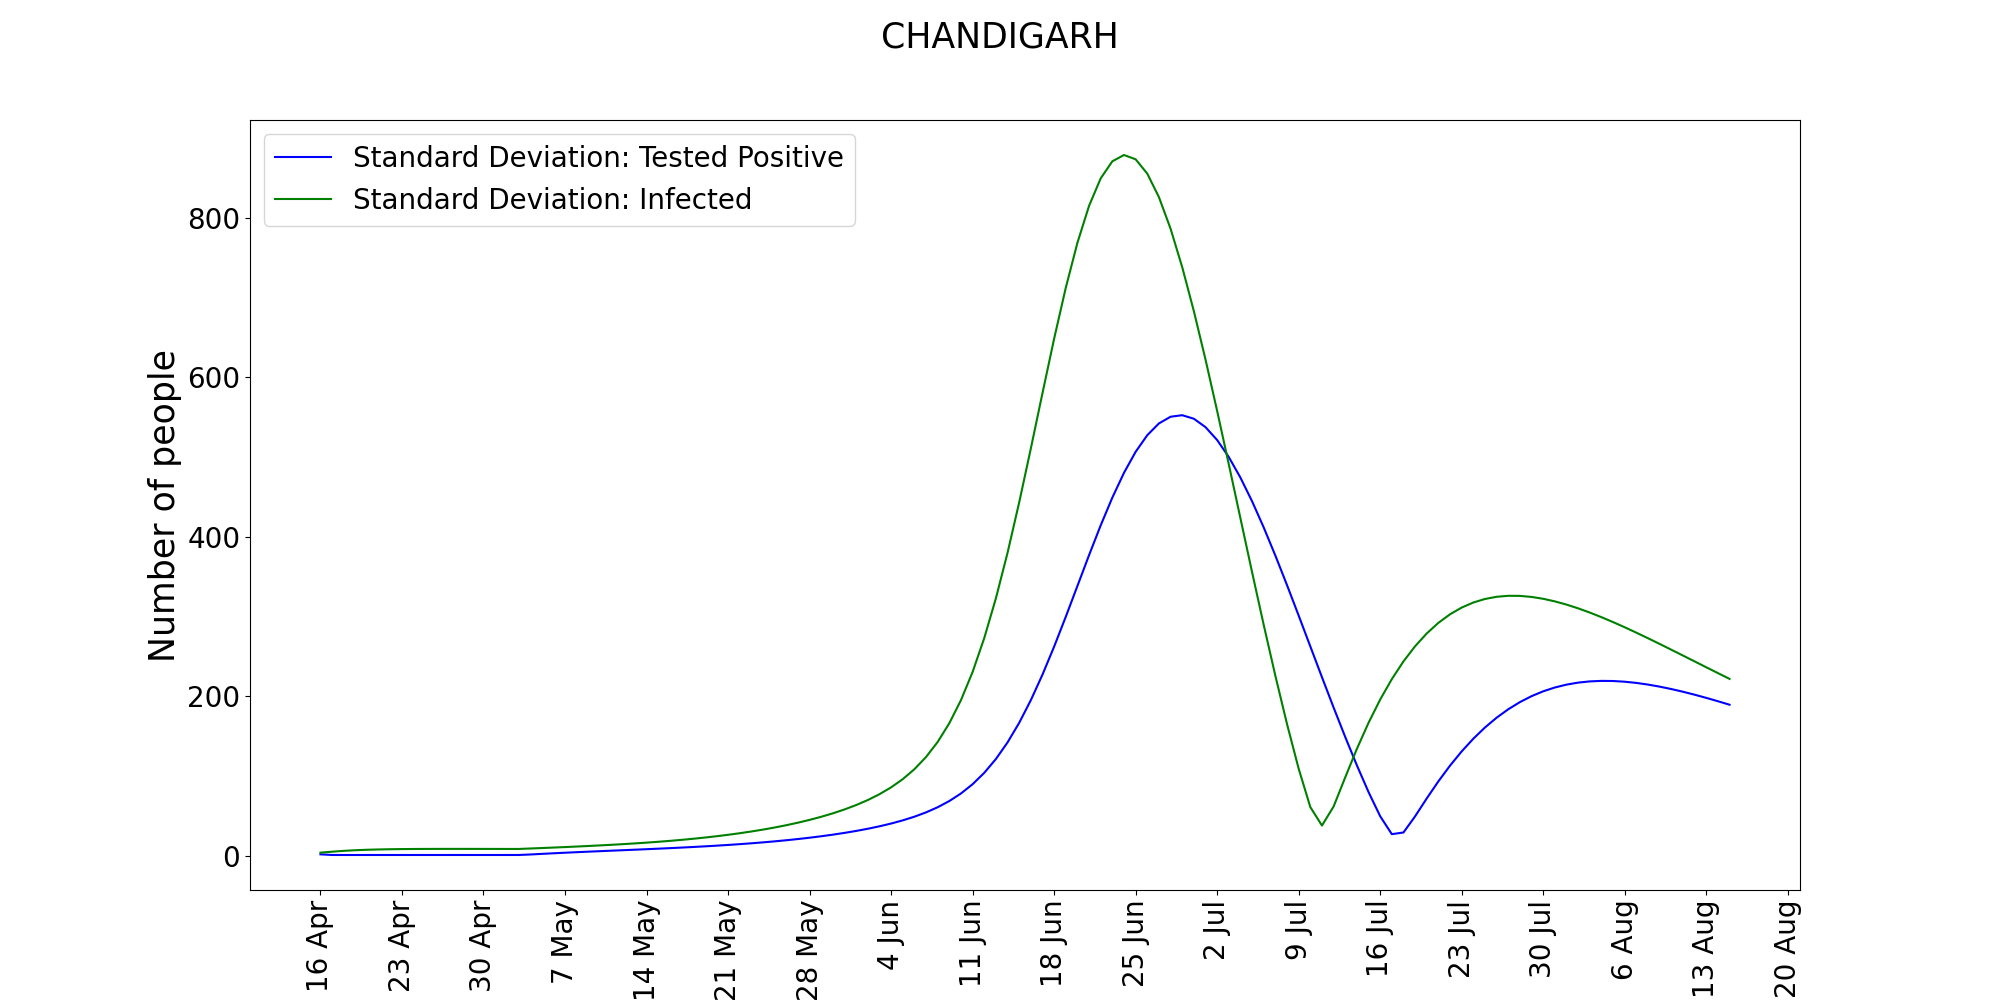 CHANDIGARH
Standard Deviation: Tested Positive
Standard Deviation: Infected
Number of people
800
600
400
200
0
16 Apr
23 Apr
30 Apr
7 May
14 May
21 May
28 May
4 Jun
11 Jun
18 Jun
25 Jun
2 Jul
9 Jul
16 Jul
23 Jul
30 Jul
6 Aug
13 Aug
20 Aug